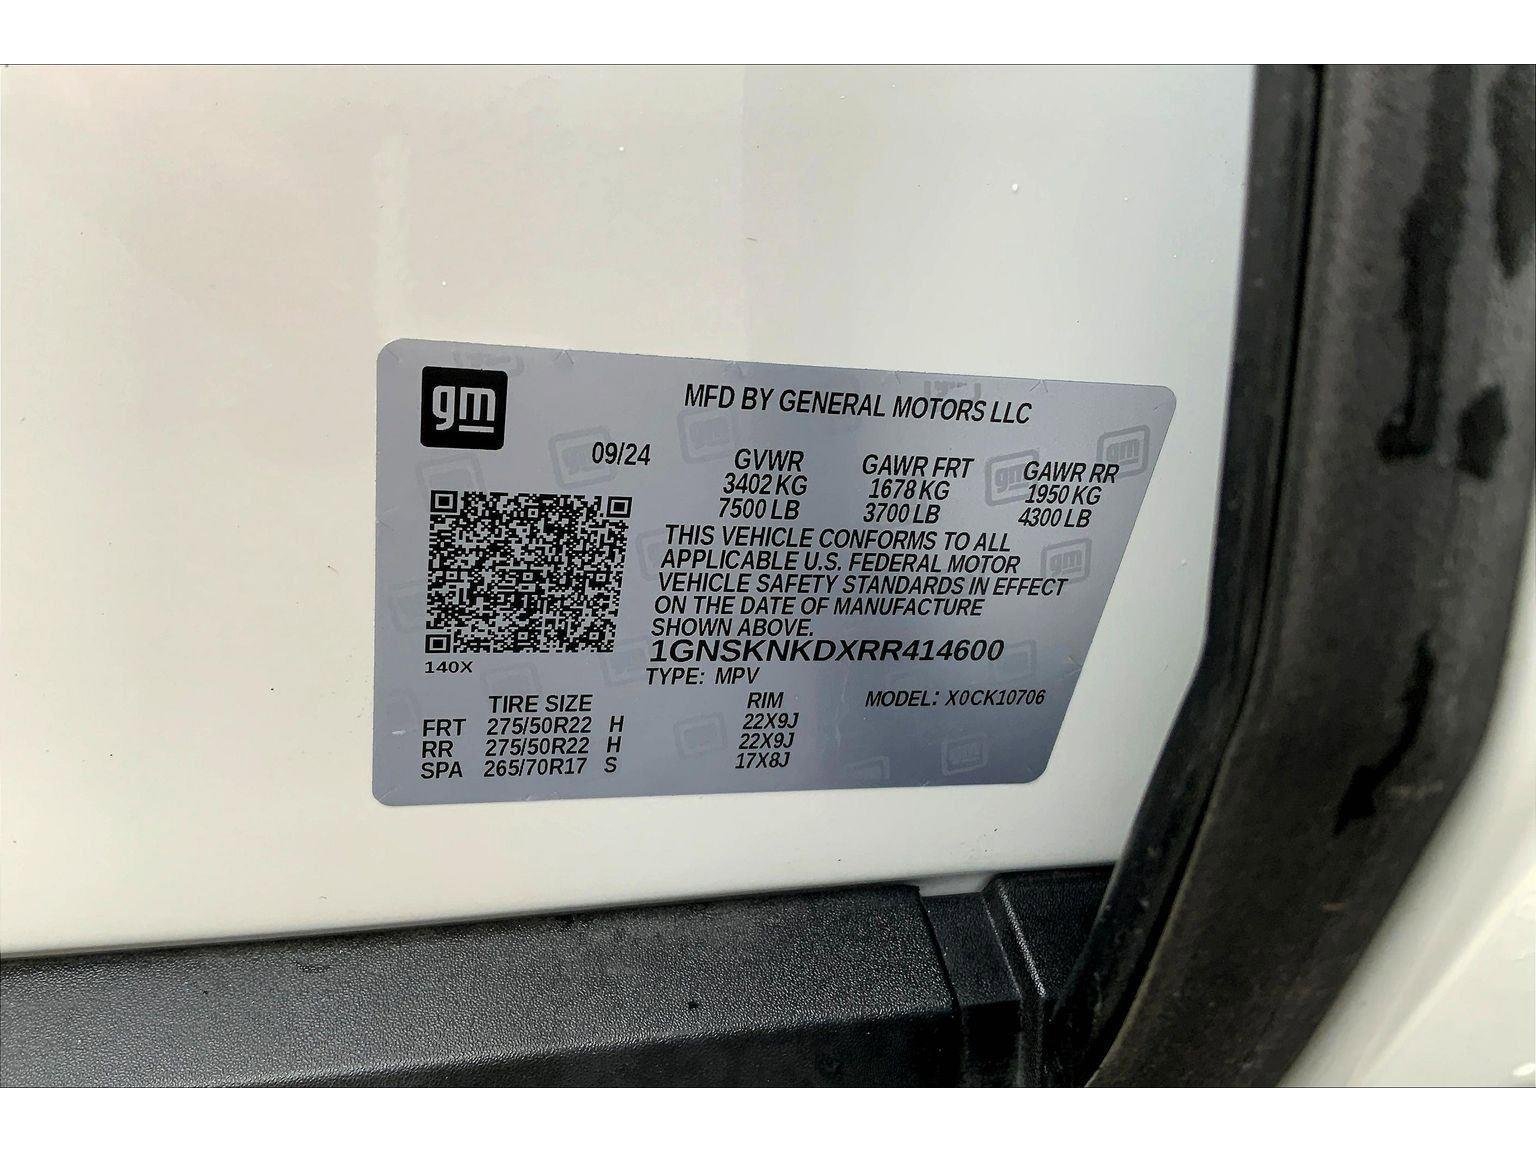 gm
MFD BY GENERAL MOTORS LLC
09/24
GVWR GAWR FRT GAWR RR
3402 KG 1678 KG 1950 KG
7500 LB 3700 LB 4300 LB
THIS VEHICLE CONFORMS TO ALL
APPLICABLE U.S. FEDERAL MOTOR
VEHICLE SAFETY STANDARDS IN EFFECT
ON THE DATE OF MANUFACTURE
SHOWN ABOVE.
1GNSKNKDXRR414600
140X
TYPE: MPV
MODEL: X0CK10706
TIRE SIZE RIM
FRT 275/50R22 H 22X9J
RR 275/50R22 H 22X9J
SPA 265/70R17 S 17X8J